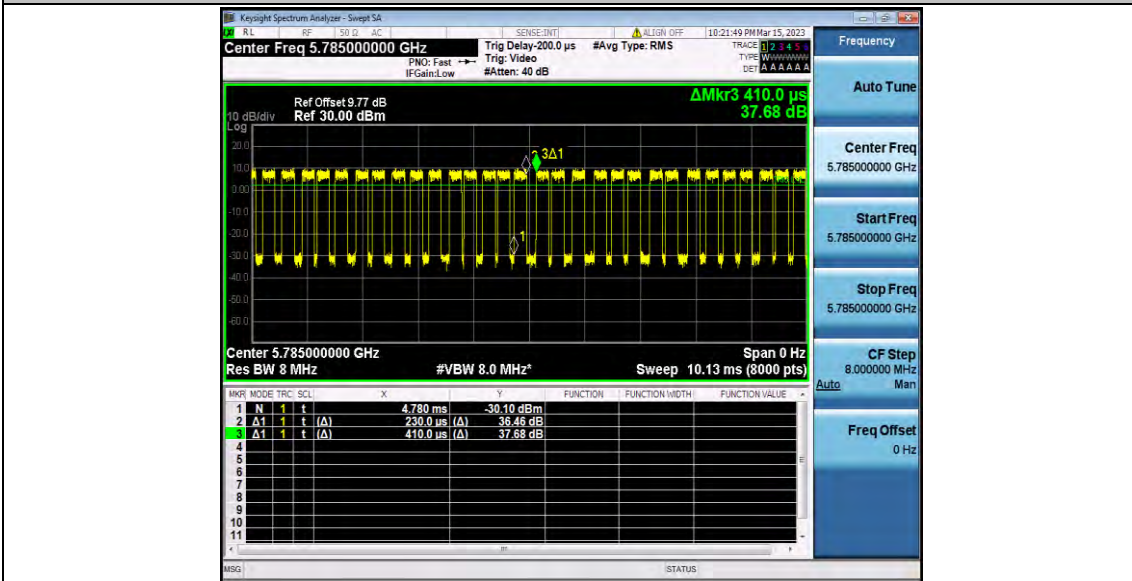 Keysight Spectrum Analyzer - Swept SA
RL RF 50 Ω AC SENSE:INT ALIGN OFF 10:21:49 PM Mar 15, 2023
Center Freq 5.785000000 GHz Trig Delay-200.0 µs #Avg Type: RMS TRACE 1 2 3 4 5 6
PNO: Fast Trig: Video TYPE WWWWWW
IFGain:Low #Atten: 40 dB DET A A A A A A
Frequency
Auto Tune
Center Freq
5.785000000 GHz
Start Freq
5.785000000 GHz
Stop Freq
5.785000000 GHz
CF Step
8.000000 MHz
Auto Man
Freq Offset
0 Hz
ΔMkr3 410.0 µs
37.68 dB
Ref Offset 9.77 dB
10 dB/div Ref 30.00 dBm
Log
20.0
10.0
0.00
-10.0
-20.0
-30.0
-40.0
-50.0
-60.0
3Δ1
1
Center 5.785000000 GHz Span 0 Hz
Res BW 8 MHz #VBW 8.0 MHz* Sweep 10.13 ms (8000 pts)
MKR MODE TRC SCL X Y FUNCTION FUNCTION WIDTH FUNCTION VALUE
1 N 1 t 4.780 ms -30.10 dBm
2 Δ1 1 t (Δ) 230.0 µs (Δ) 36.46 dB
3 Δ1 1 t (Δ) 410.0 µs (Δ) 37.68 dB
4
5
6
7
8
9
10
11
MSG STATUS